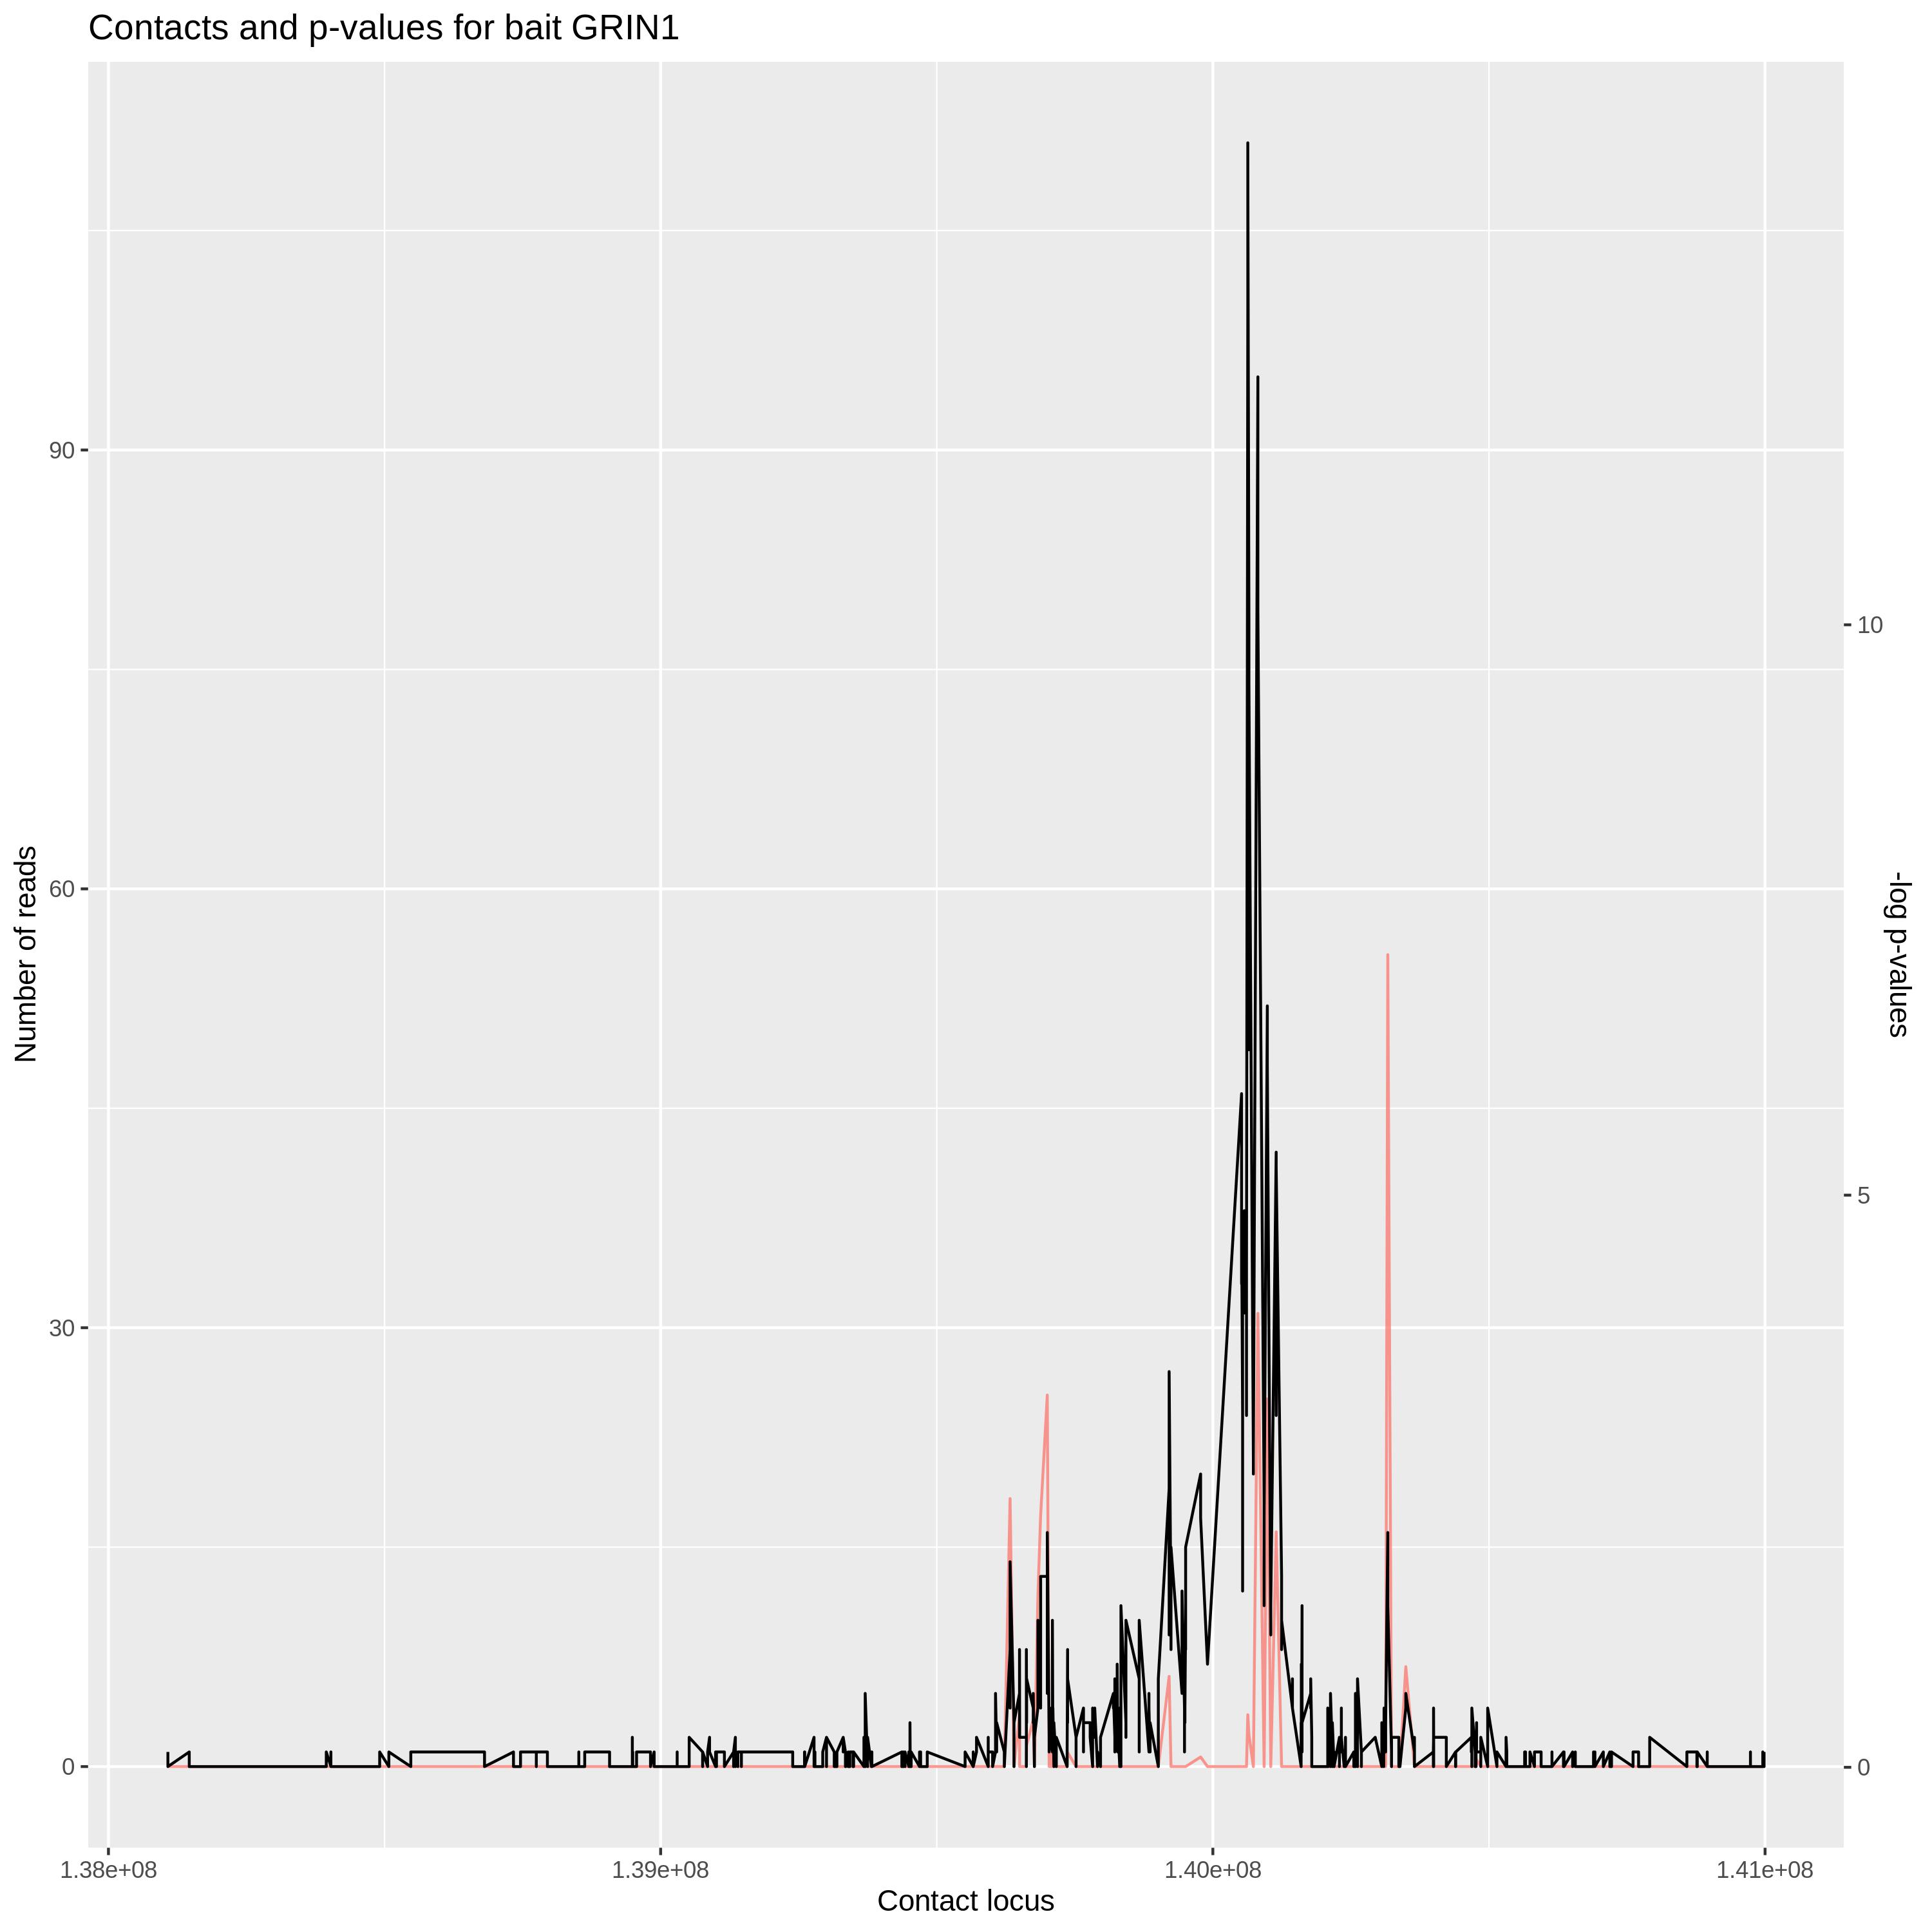 Contacts and p-values for bait GRIN1
90
60
30
0
Number of reads
10
5
0
-log p-values
1.38e+08
1.39e+08
1.40e+08
1.41e+08
Contact locus